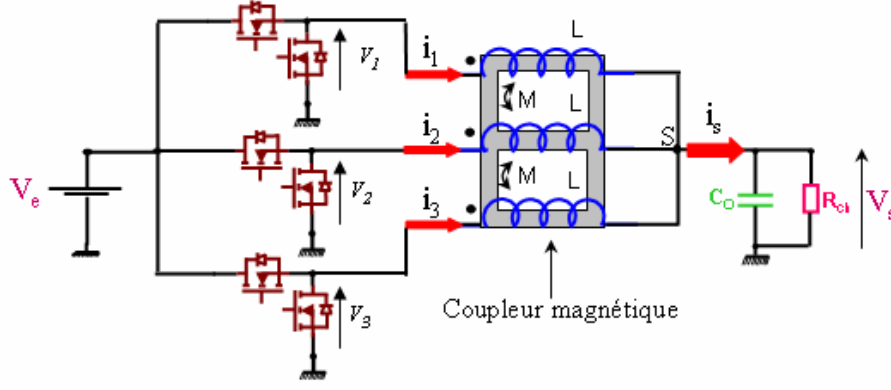 L
i1
V1
M
L
i2
S
is
Ve
V2
M
L
CO
Rch
Vs
i3
V3
Coupleur magnétique